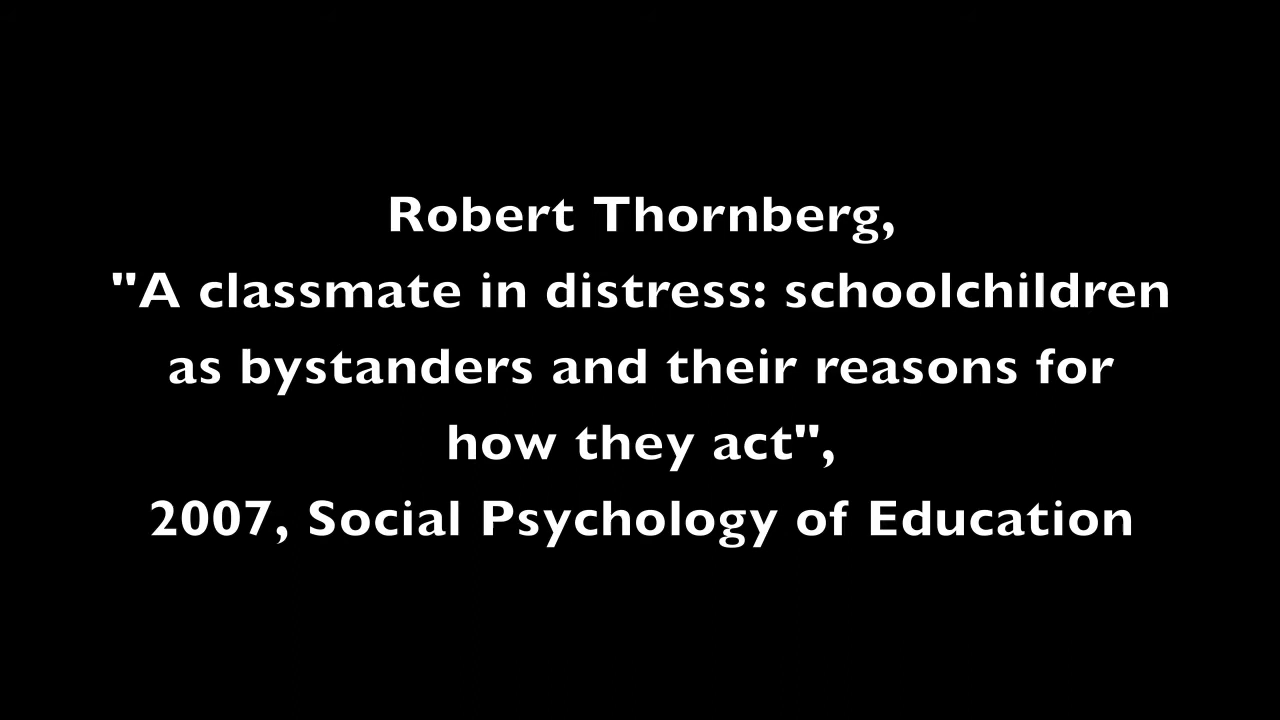 Robert Thornberg,
"A classmate in distress: schoolchildren
as bystanders and their reasons for
how they act",
2007, Social Psychology of Education